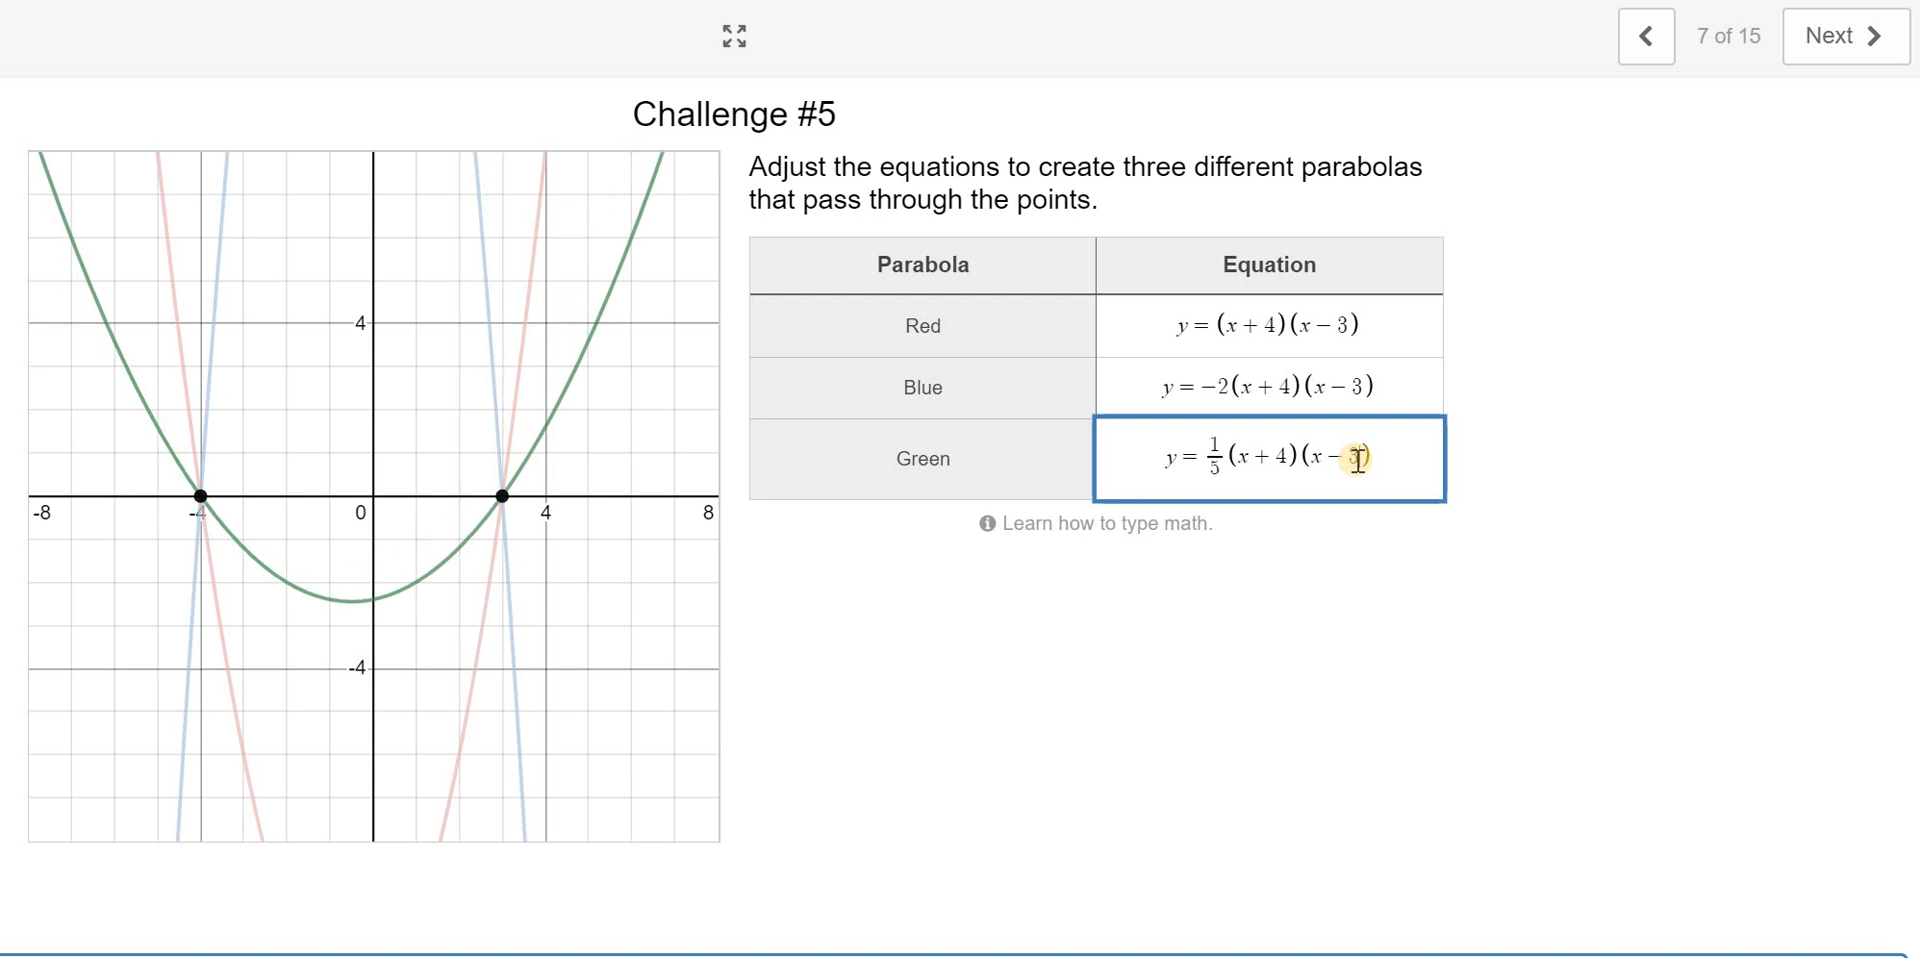 7 of 15
Next
Challenge #5
Adjust the equations to create three different parabolas
that pass through the points.
Parabola Equation
Red y = (x + 4)(x − 3)
Blue y = −2(x + 4)(x − 3)
Green y = 1/5 (x + 4)(x − 3)
Learn how to type math.
4
-8 -4 0 4 8
-4